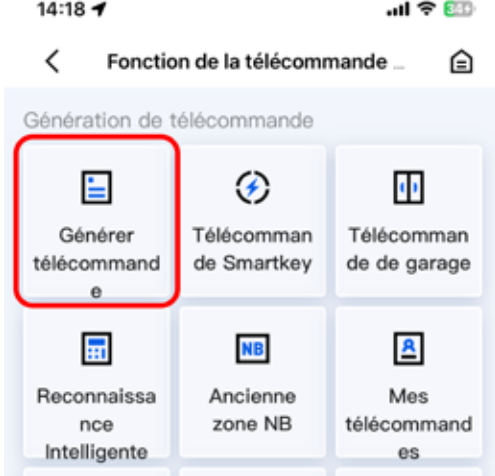 14:18
Fonction de la télécommande ...
Génération de télécommande
Générer
télécommand
e
Télécomman
de Smartkey
Télécomman
de de garage
Reconnaissa
nce
Intelligente
NB
Ancienne
zone NB
Mes
télécommand
es